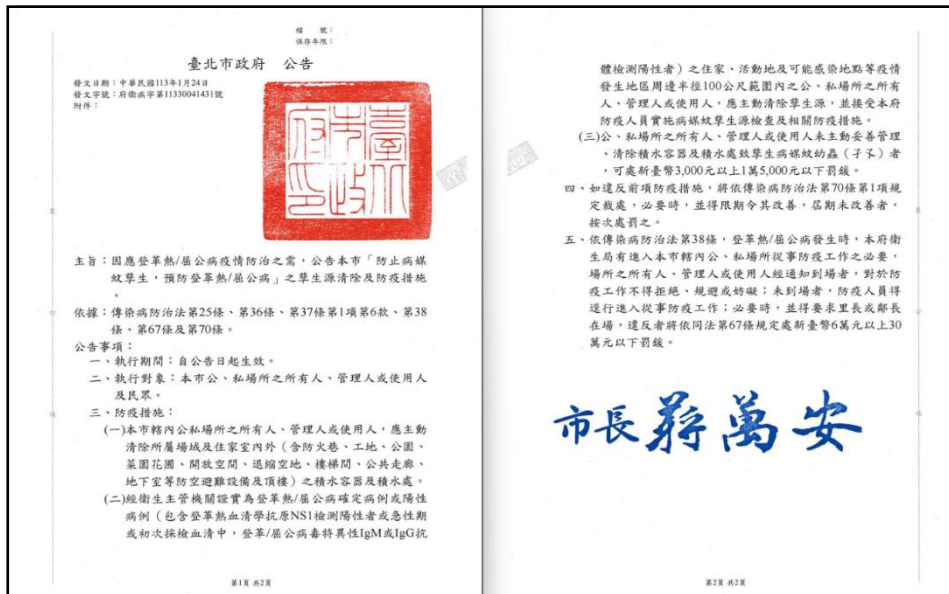 檔　　號：
保存年限：
臺北市政府　公告
發文日期：中華民國113年1月24日
發文字號：府衛疾字第11330041431號
附件：
臺北市政府印
主旨：因應登革熱/屈公病疫情防治之需，公告本市「防止病媒
蚊孳生，預防登革熱/屈公病」之孳生源清除及防疫措施
。
依據：傳染病防治法第25條、第36條、第37條第1項第6款、第38
條、第67條及第70條。
公告事項：
一、執行期間：自公告日起生效。
二、執行對象：本市公、私場所之所有人、管理人或使用人
及民眾。
三、防疫措施：
(一)本市轄內公私場所之所有人、管理人或使用人，應主動
清除所屬場域及住家室內外（含防火巷、工地、公園、
菜園花圃、開放空間、退縮空地、樓梯間、公共走廊、
地下室等防空避難設備及頂樓）之積水容器及積水處。
(二)經衛生主管機關證實為登革熱/屈公病確定病例或陽性
病例（包含登革熱血清學抗原NS1檢測陽性者或急性期
或初次採檢血清中，登革/屈公病毒特異性IgM或IgG抗
第1頁 共2頁
體檢測陽性者）之住家、活動地及可能感染地點等疫情
發生地區周邊半徑100公尺範圍內之公、私場所之所有
人、管理人或使用人，應主動清除孳生源，並接受本府
防疫人員實施病媒蚊孳生源檢查及相關防疫措施。
(三)公、私場所之所有人、管理人或使用人未主動妥善管理
、清除積水容器及積水處致孳生病媒蚊幼蟲（孑孓）者
，可處新臺幣3,000元以上1萬5,000元以下罰鍰。
四、如違反前項防疫措施，將依傳染病防治法第70條第1項規
定裁處，必要時，並得限期令其改善，屆期未改善者，
按次處罰之。
五、依傳染病防治法第38條，登革熱/屈公病發生時，本府衛
生局有進入本市轄內公、私場所從事防疫工作之必要，
場所之所有人、管理人或使用人經通知到場者，對於防
疫工作不得拒絕、規避或妨礙；未到場者，防疫人員得
逕行進入從事防疫工作；必要時，並得要求里長或鄰長
在場，違反者將依同法第67條規定處新臺幣6萬元以上30
萬元以下罰鍰。
市長蔣萬安
第2頁 共2頁